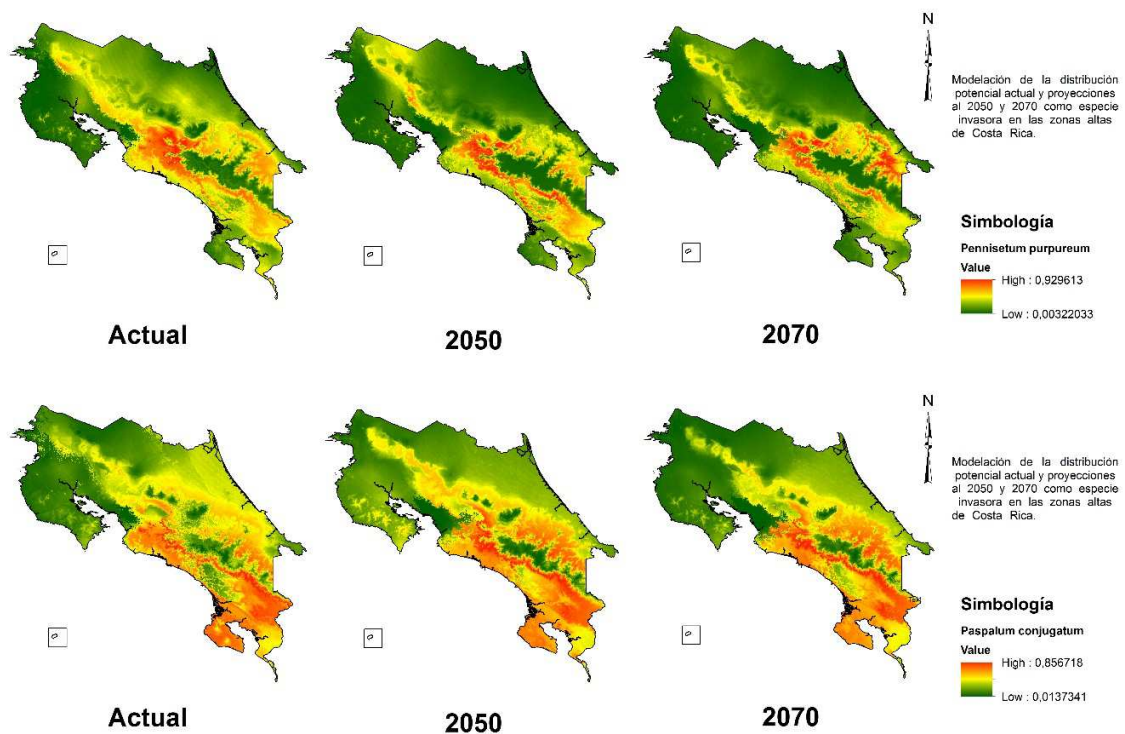 N
Modelación de la distribución
potencial actual y proyecciones
al 2050 y 2070 como especie
invasora en las zonas altas
de Costa Rica.
Simbología
Pennisetum purpureum
Value
High : 0,929613
Low : 0,00322033
Actual
2050
2070
N
Modelación de la distribución
potencial actual y proyecciones
al 2050 y 2070 como especie
invasora en las zonas altas
de Costa Rica.
Simbología
Paspalum conjugatum
Value
High : 0,856718
Low : 0,0137341
Actual
2050
2070